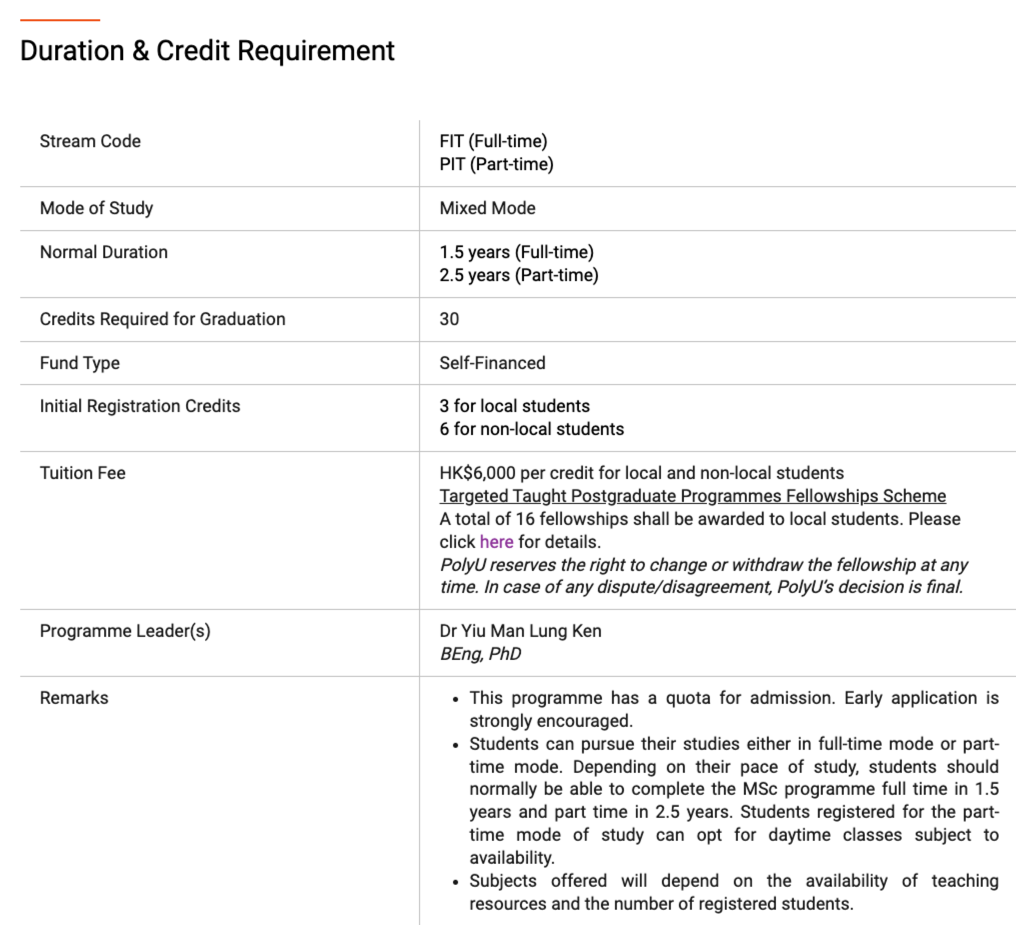 Duration & Credit Requirement
Stream Code
FIT (Full-time)
PIT (Part-time)
Mode of Study
Mixed Mode
Normal Duration
1.5 years (Full-time)
2.5 years (Part-time)
Credits Required for Graduation
30
Fund Type
Self-Financed
Initial Registration Credits
3 for local students
6 for non-local students
Tuition Fee
HK$6,000 per credit for local and non-local students
Targeted Taught Postgraduate Programmes Fellowships Scheme
A total of 16 fellowships shall be awarded to local students. Please
click here for details.
PolyU reserves the right to change or withdraw the fellowship at any
time. In case of any dispute/disagreement, PolyU's decision is final.
Programme Leader(s)
Dr Yiu Man Lung Ken
BEng, PhD
Remarks
• This programme has a quota for admission. Early application is
strongly encouraged.
• Students can pursue their studies either in full-time mode or part-
time mode. Depending on their pace of study, students should
normally be able to complete the MSc programme full time in 1.5
years and part time in 2.5 years. Students registered for the part-
time mode of study can opt for daytime classes subject to
availability.
• Subjects offered will depend on the availability of teaching
resources and the number of registered students.